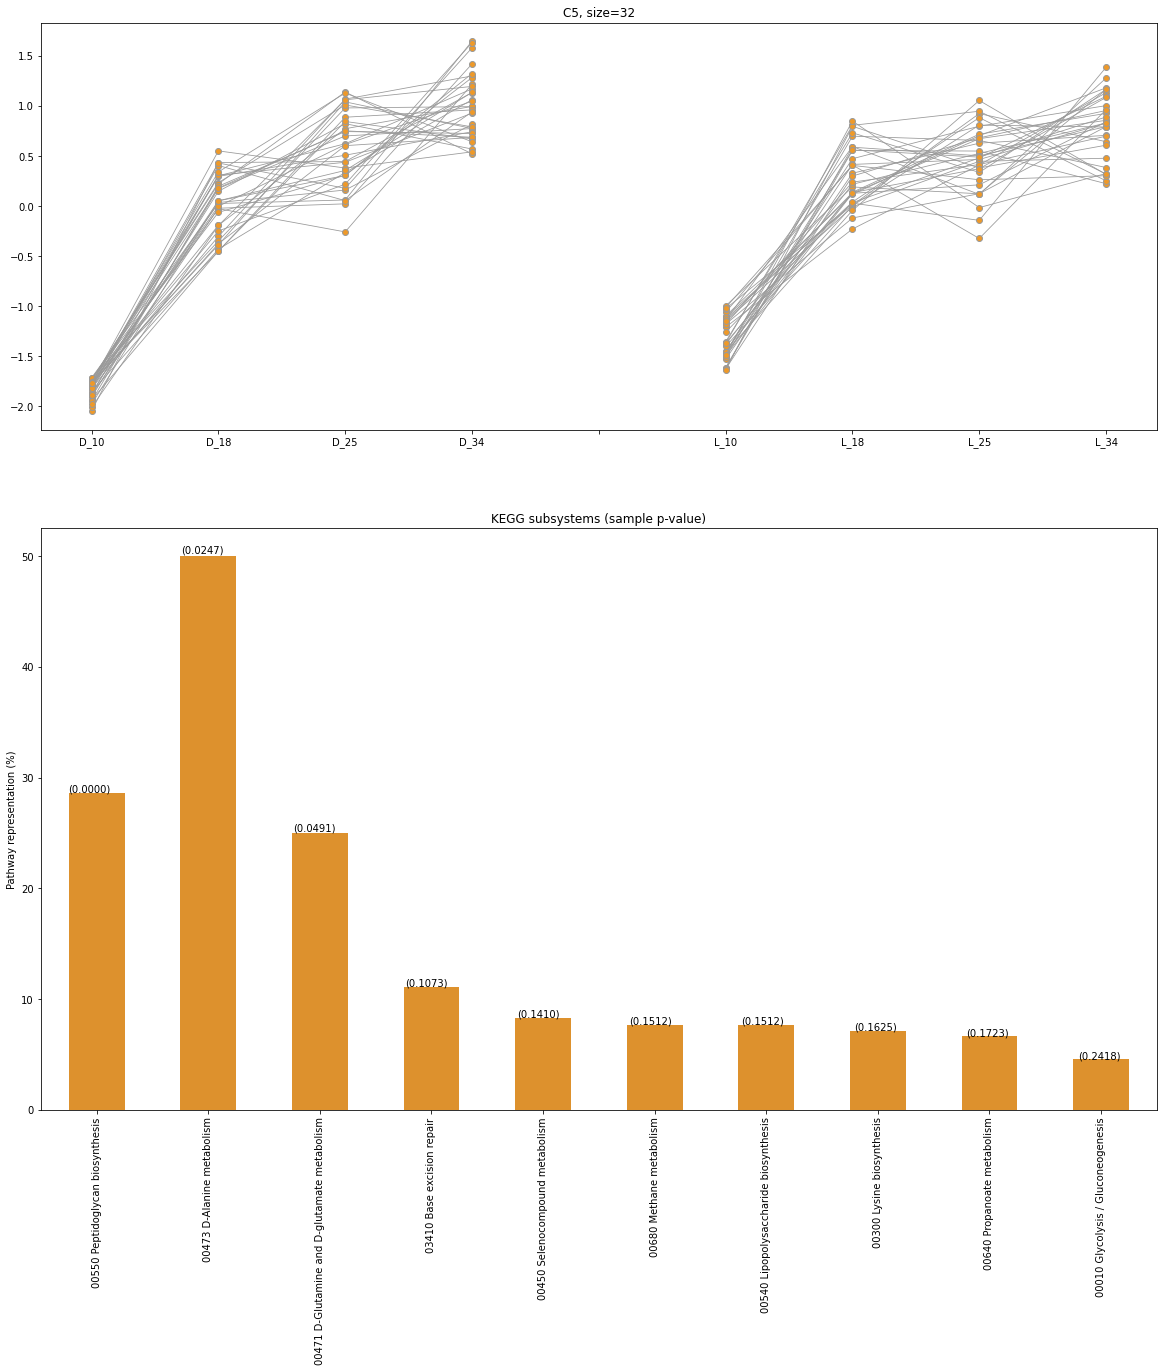 C5, size=32
1.5
1.0
0.5
0.0
−0.5
−1.0
−1.5
−2.0
D_10 D_18 D_25 D_34 L_10 L_18 L_25 L_34
KEGG subsystems (sample p-value)
Pathway representation (%)
50
40
30
20
10
0
(0.0000)
(0.0247)
(0.0491)
(0.1073)
(0.1410)
(0.1512)
(0.1512)
(0.1625)
(0.1723)
(0.2418)
00550 Peptidoglycan biosynthesis
00473 D-Alanine metabolism
00471 D-Glutamine and D-glutamate metabolism
03410 Base excision repair
00450 Selenocompound metabolism
00680 Methane metabolism
00540 Lipopolysaccharide biosynthesis
00300 Lysine biosynthesis
00640 Propanoate metabolism
00010 Glycolysis / Gluconeogenesis